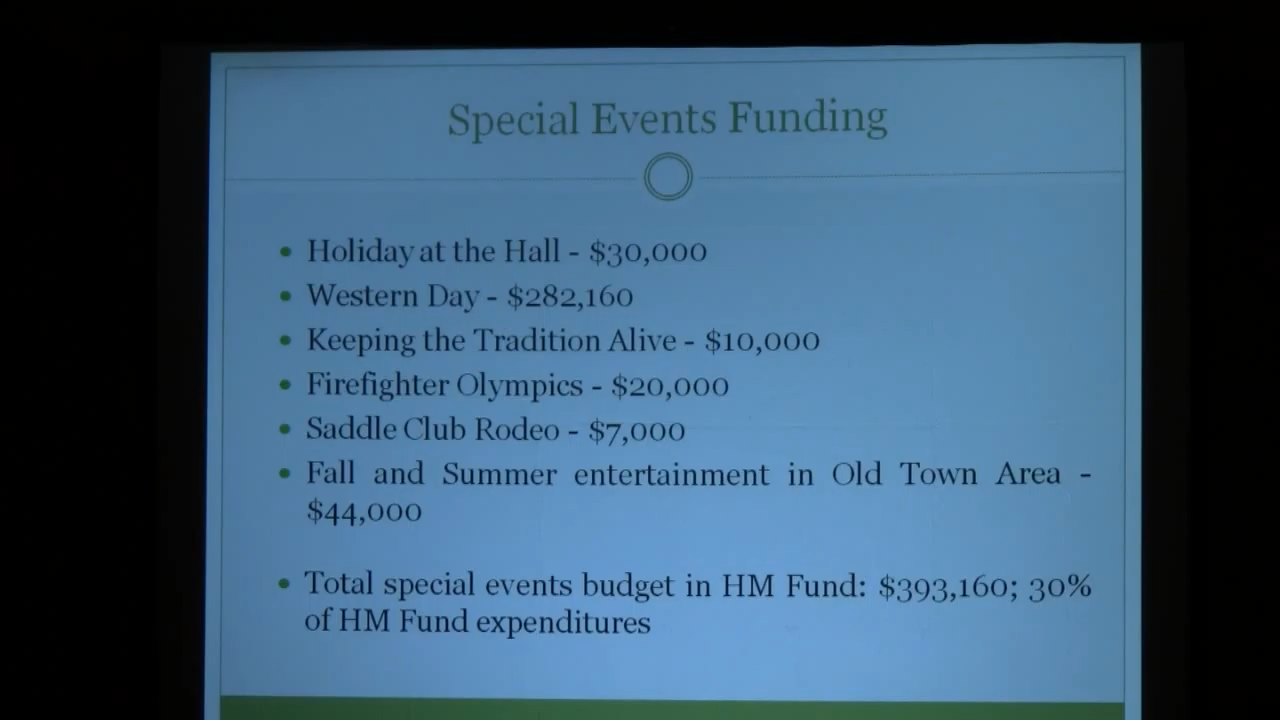 Special Events Funding
• Holiday at the Hall - $30,000
• Western Day - $282,160
• Keeping the Tradition Alive - $10,000
• Firefighter Olympics - $20,000
• Saddle Club Rodeo - $7,000
• Fall and Summer entertainment in Old Town Area -
$44,000
• Total special events budget in HM Fund: $393,160; 30%
of HM Fund expenditures